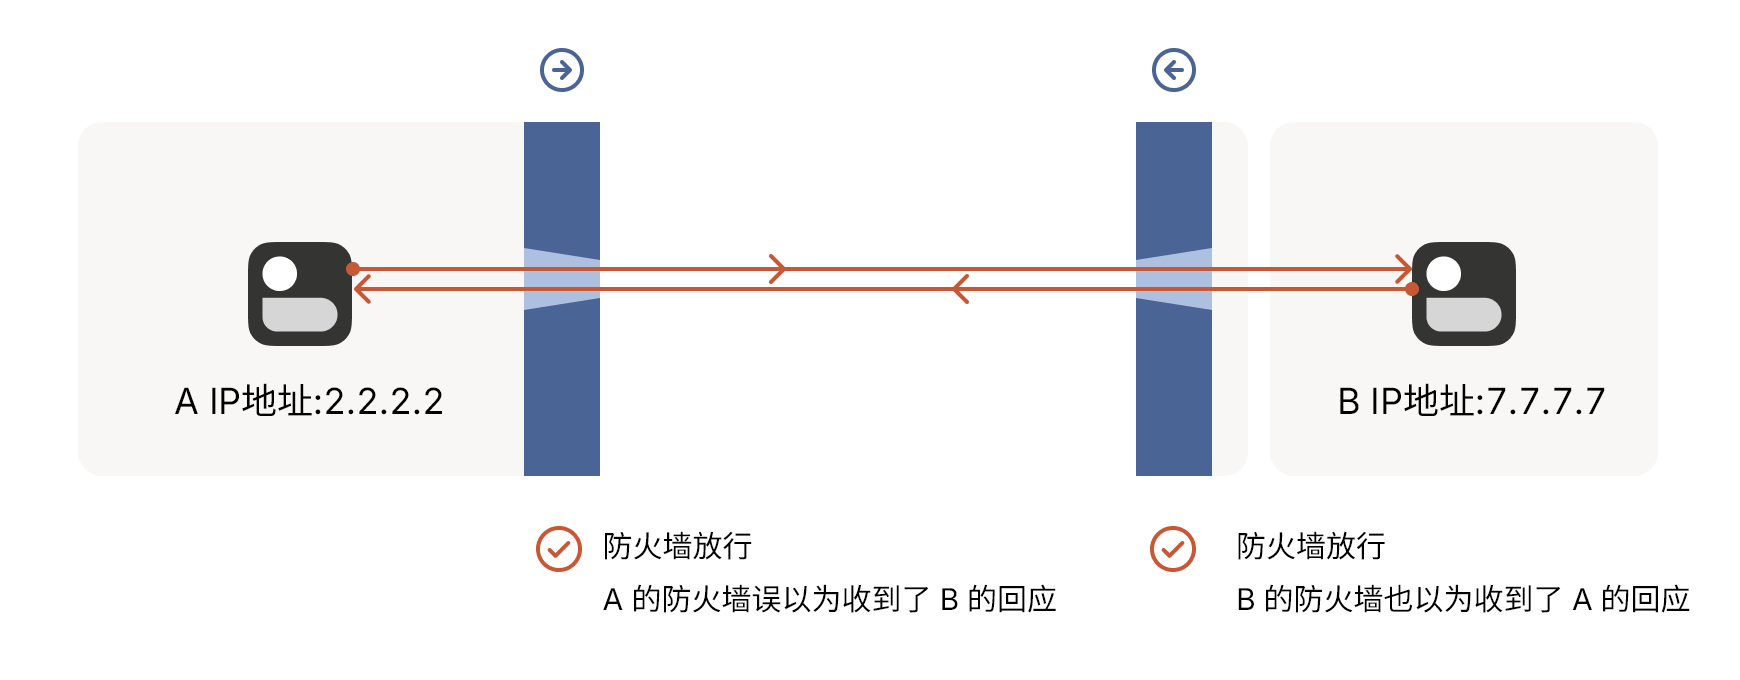 A IP地址:2.2.2.2
B IP地址:7.7.7.7
防火墙放行
A 的防火墙误以为收到了 B 的回应
防火墙放行
B 的防火墙也以为收到了 A 的回应